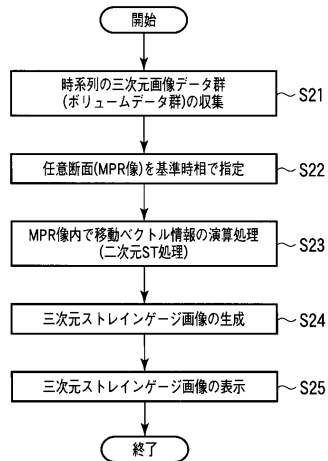 開始
時系列の三次元画像データ群
(ボリュームデータ群)の収集
S21
任意断面(MPR像)を基準時相で指定
S22
MPR像内で移動ベクトル情報の演算処理
(二次元ST処理)
S23
三次元ストレインゲージ画像の生成
S24
三次元ストレインゲージ画像の表示
S25
終了